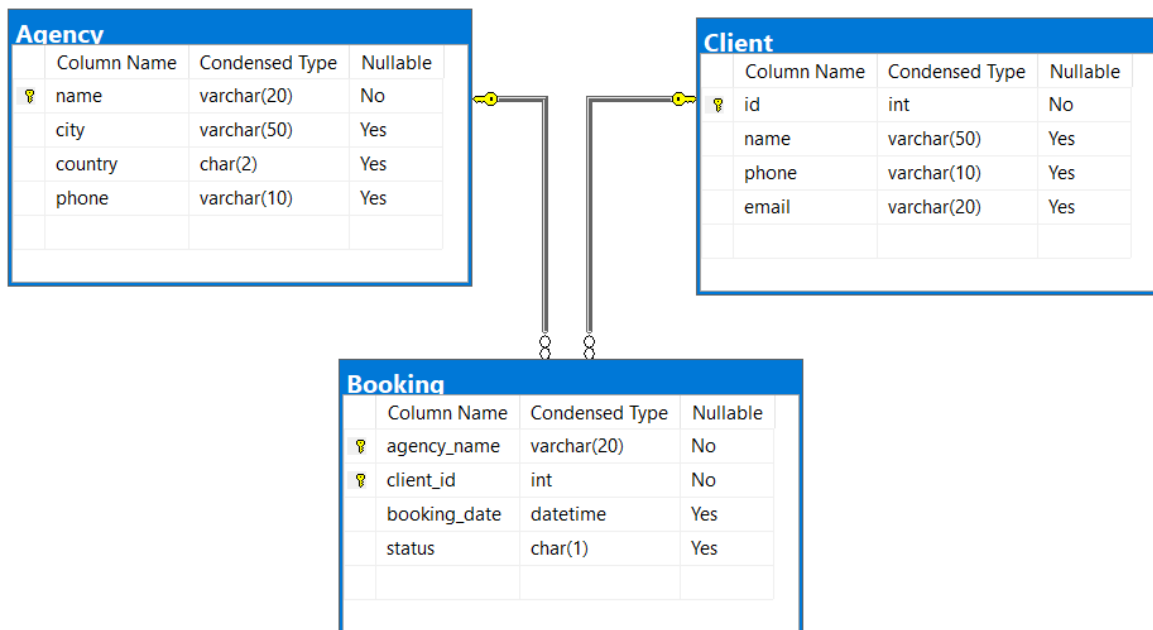 Agency
Column Name Condensed Type Nullable
name varchar(20) No
city varchar(50) Yes
country char(2) Yes
phone varchar(10) Yes
Client
Column Name Condensed Type Nullable
id int No
name varchar(50) Yes
phone varchar(10) Yes
email varchar(20) Yes
Booking
Column Name Condensed Type Nullable
agency_name varchar(20) No
client_id int No
booking_date datetime Yes
status char(1) Yes